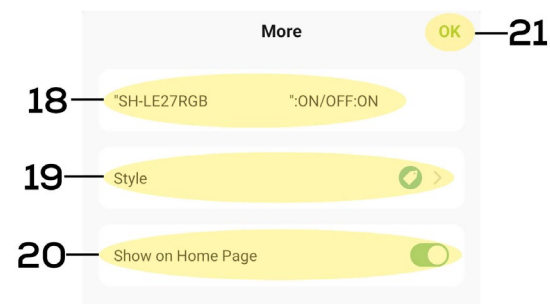 More
OK
21
18
"SH-LE27RGB ":ON/OFF:ON
19
Style
20
Show on Home Page